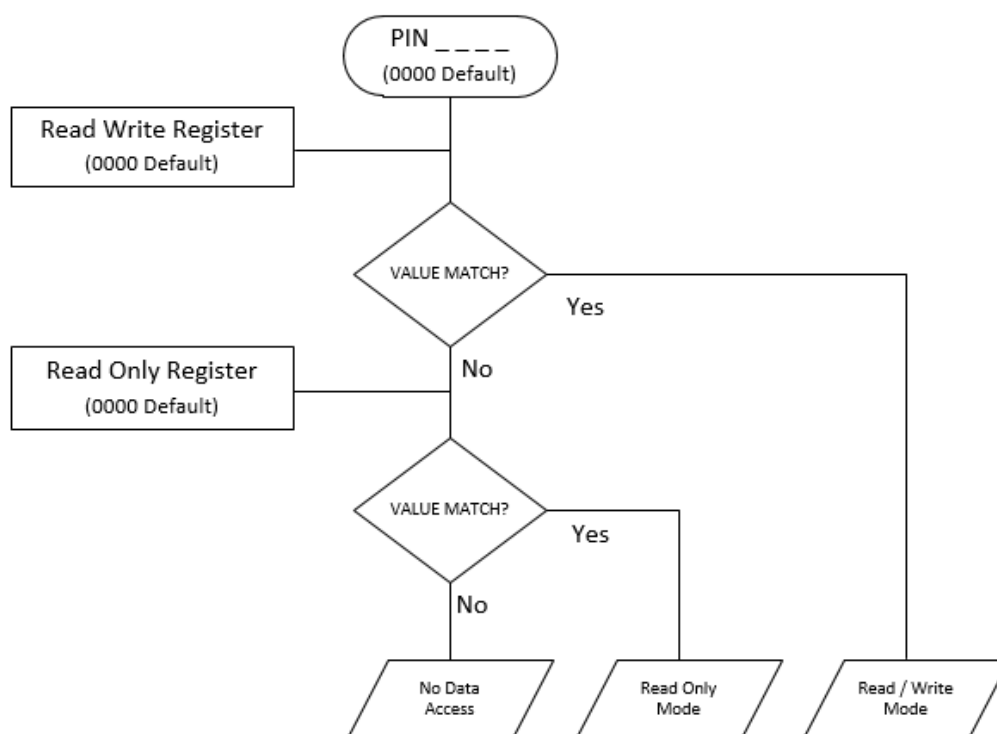 PIN _ _ _ _
(0000 Default)
Read Write Register
(0000 Default)
VALUE MATCH?
Yes
No
Read Only Register
(0000 Default)
VALUE MATCH?
Yes
No
No Data
Access
Read Only
Mode
Read / Write
Mode